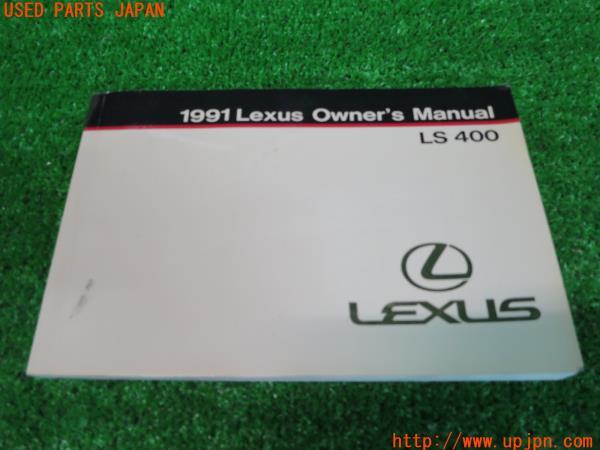 USED PARTS JAPAN
1991 Lexus Owner's Manual
LS 400
LEXUS
http://www.upjpn.com